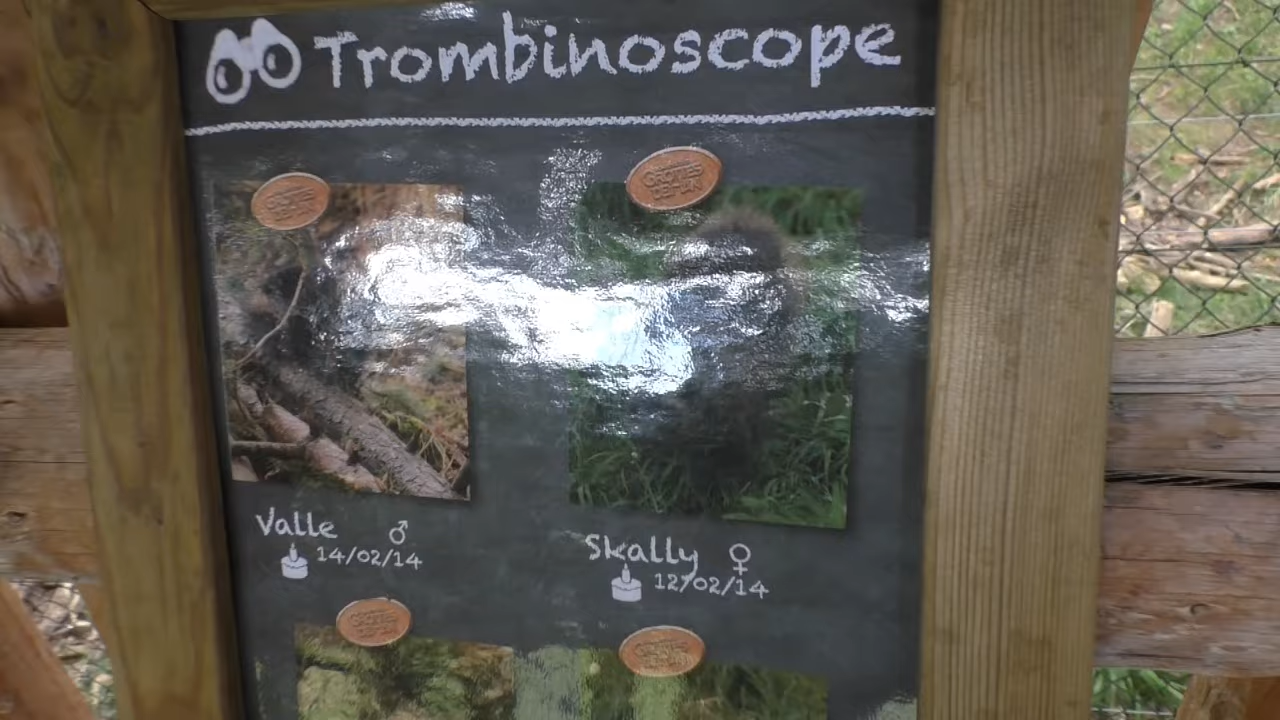 Trombinoscope
Valle ♂
14/02/14
Skally ♀
12/02/14